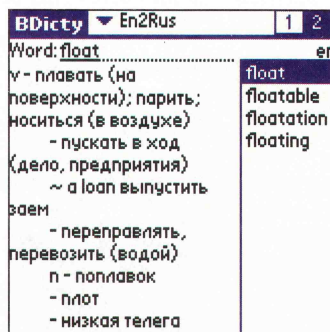 BDicty En2Rus 1 2
Word: float en
v - плавать (на
поверхности); парить;
носиться (в воздухе)
- пускать в ход
(дело, предприятия)
~ a loan выпустить
заем
- переправлять,
перевозить (водой)
n - поплавок
- плот
- низкая телега
float
floatable
floatation
floating